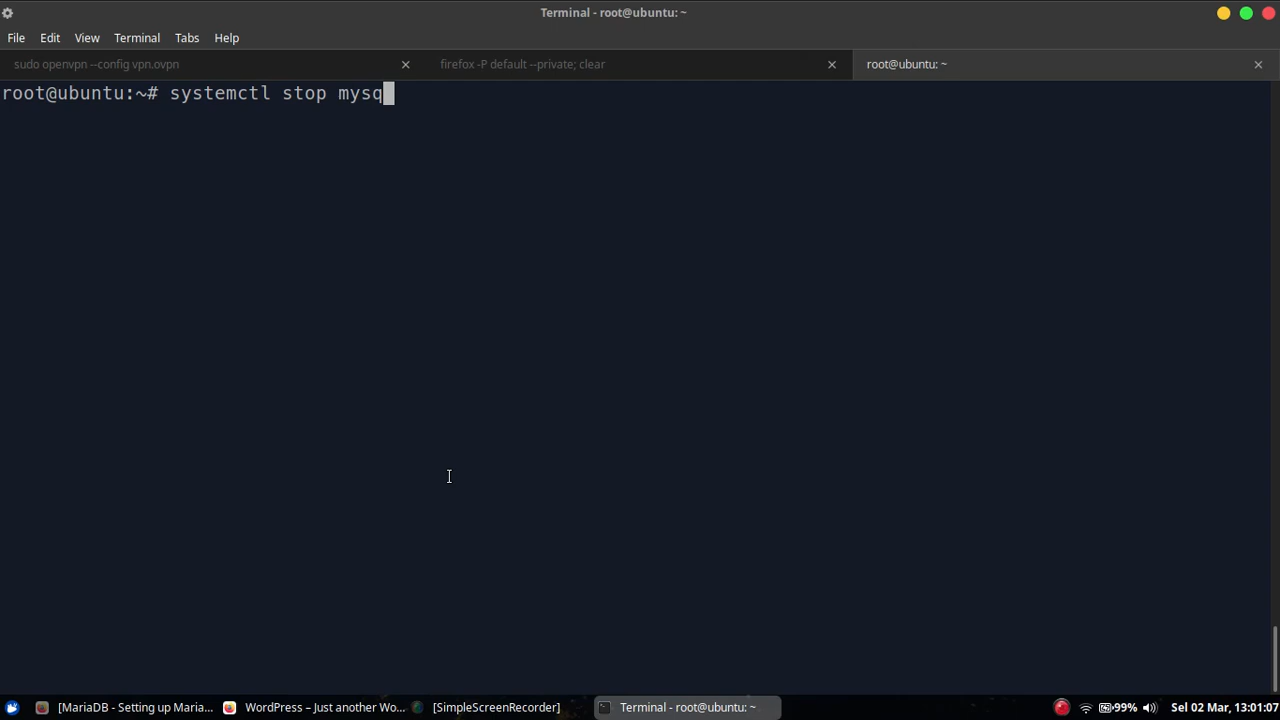 Terminal - root@ubuntu: ~
File Edit View Terminal Tabs Help
sudo openvpn --config vpn.ovpn
firefox -P default --private; clear
root@ubuntu: ~
root@ubuntu:~# systemctl stop mysq
[MariaDB - Setting up Maria...
WordPress – Just another Wo...
[SimpleScreenRecorder]
Terminal - root@ubuntu: ~
99%
Sel 02 Mar, 13:01:07